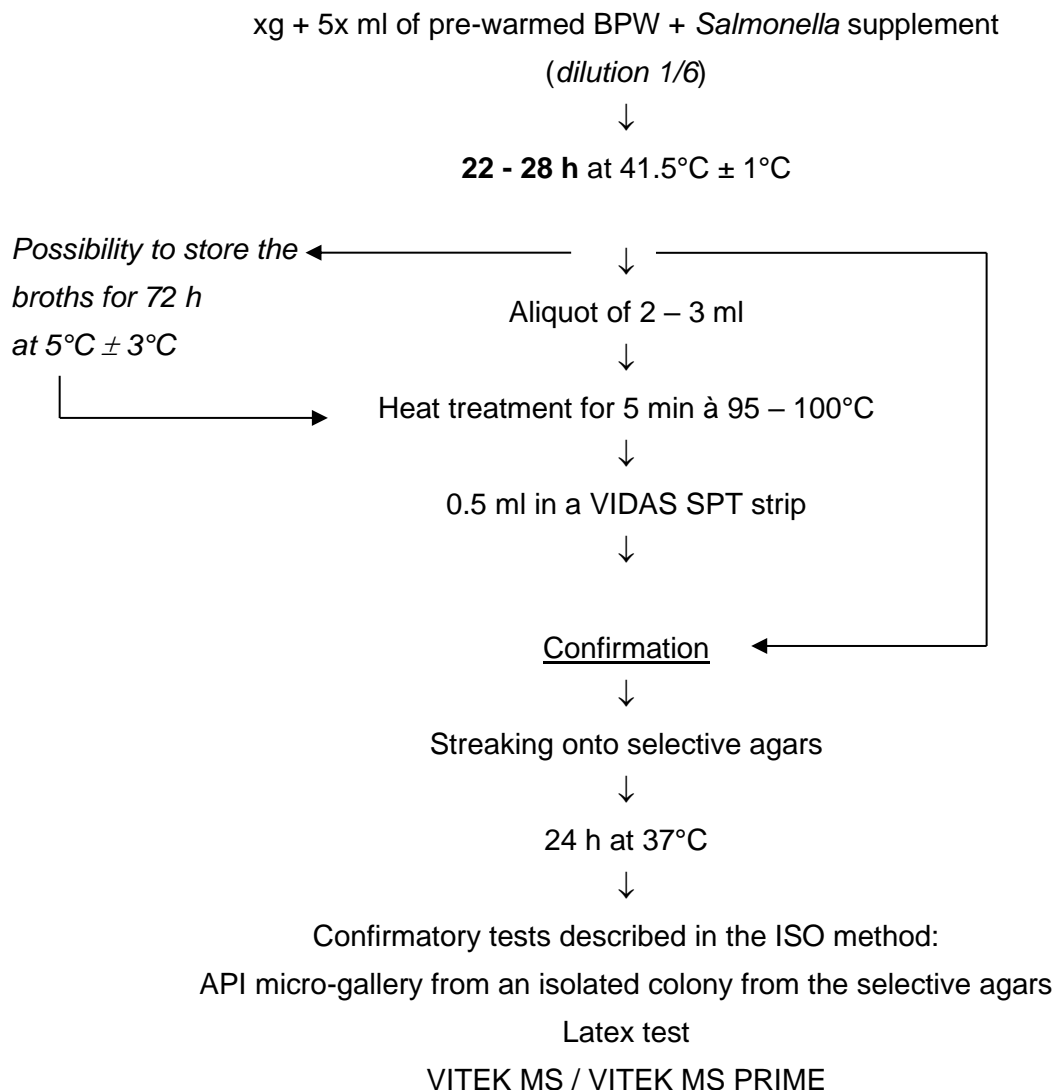 xg + 5x ml of pre-warmed BPW + Salmonella supplement
(dilution 1/6)
↓
22 - 28 h at 41.5°C ± 1°C
Possibility to store the
broths for 72 h
at 5°C ± 3°C
↓
Aliquot of 2 – 3 ml
↓
Heat treatment for 5 min à 95 – 100°C
↓
0.5 ml in a VIDAS SPT strip
↓
Confirmation
↓
Streaking onto selective agars
↓
24 h at 37°C
↓
Confirmatory tests described in the ISO method:
API micro-gallery from an isolated colony from the selective agars
Latex test
VITEK MS / VITEK MS PRIME